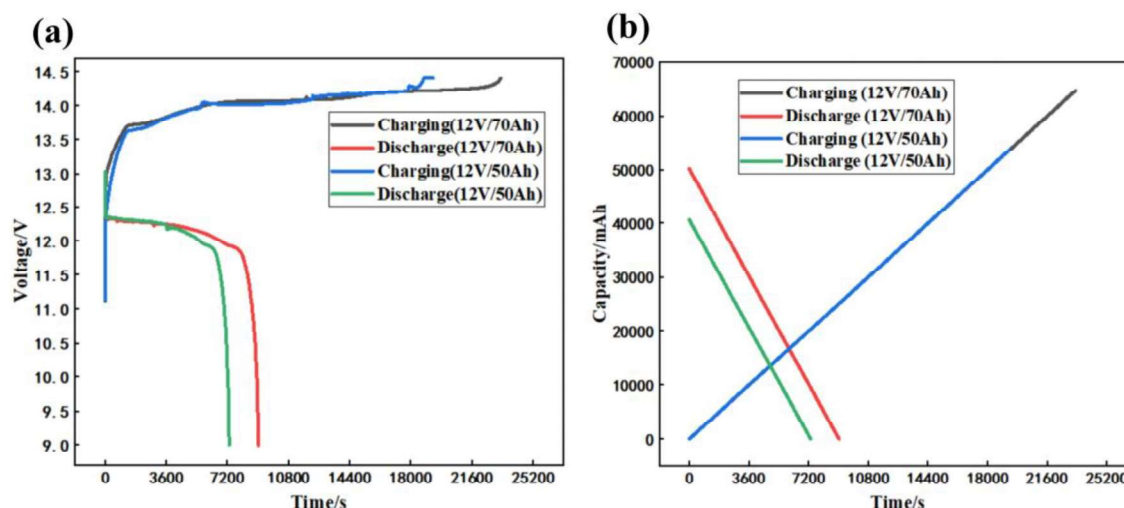 (a)
14.5
14.0
13.5
13.0
12.5
12.0
11.5
11.0
10.5
10.0
9.5
9.0
Voltage/V
0 3600 7200 10800 14400 18000 21600 25200
Time/s
Charging(12V/70Ah)
Discharge(12V/70Ah)
Charging(12V/50Ah)
Discharge(12V/50Ah)
(b)
70000
60000
50000
40000
30000
20000
10000
0
Capacity/mAh
0 3600 7200 10800 14400 18000 21600 25200
Time/s
Charging (12V/70Ah)
Discharge (12V/70Ah)
Charging (12V/50Ah)
Discharge (12V/50Ah)